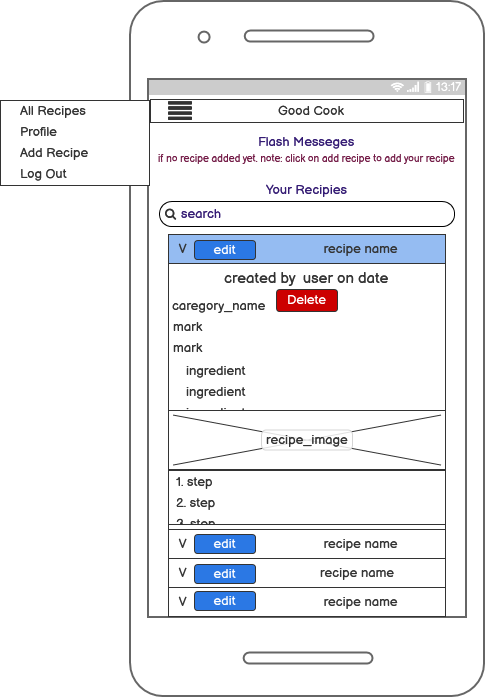 13:17
All Recipes
Profile
Add Recipe
Log Out
Good Cook
Flash Messeges
if no recipe added yet. note: click on add recipe to add your recipe
Your Recipies
search
V edit recipe name
created by user on date
caregory_name Delete
mark
mark
ingredient
ingredient
ingredient
recipe_image
1. step
2. step
3. step
V edit recipe name
V edit recipe name
V edit recipe name